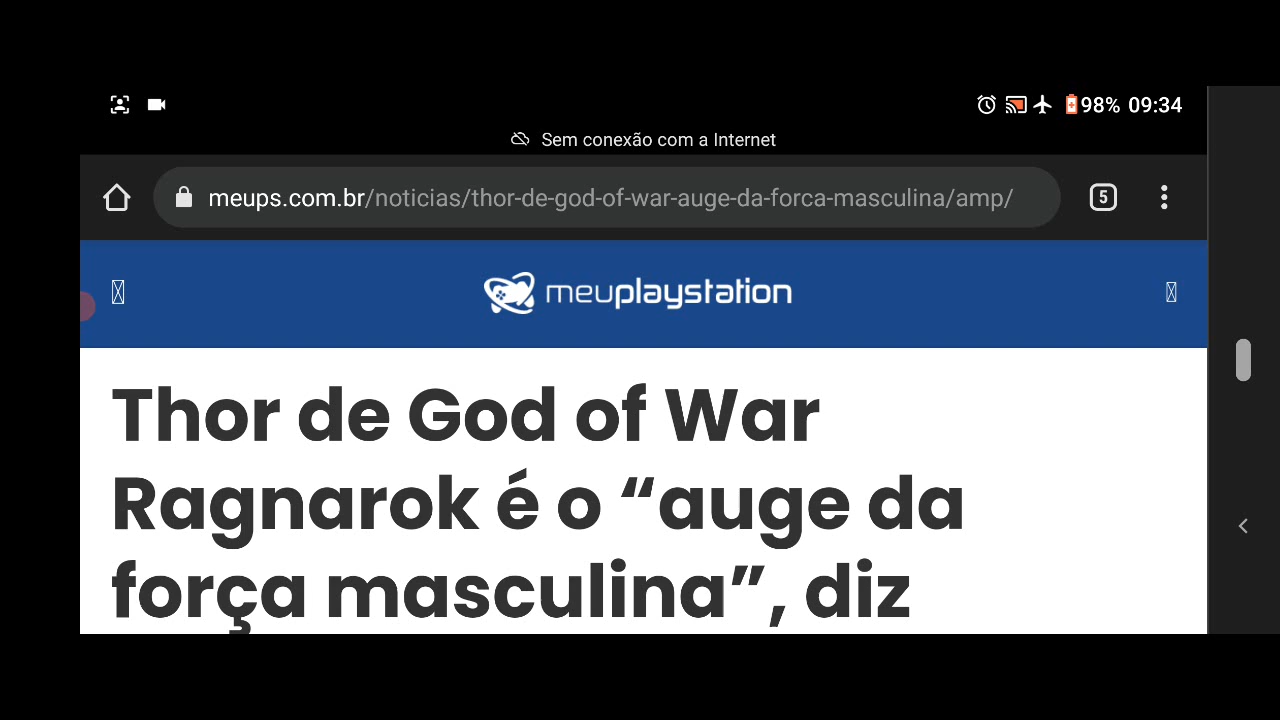 98% 09:34
Sem conexão com a Internet
meups.com.br/noticias/thor-de-god-of-war-auge-da-forca-masculina/amp/
5
meuplaystation
Thor de God of War
Ragnarok é o “auge da
força masculina”, diz